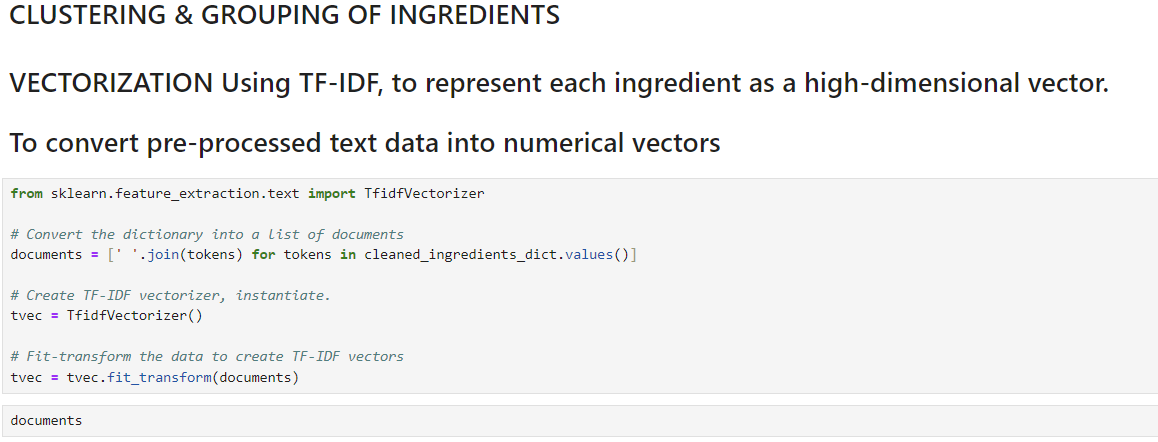 CLUSTERING & GROUPING OF INGREDIENTS
VECTORIZATION Using TF-IDF, to represent each ingredient as a high-dimensional vector.
To convert pre-processed text data into numerical vectors
from sklearn.feature_extraction.text import TfidfVectorizer
# Convert the dictionary into a list of documents
documents = [' '.join(tokens) for tokens in cleaned_ingredients_dict.values()]
# Create TF-IDF vectorizer, instantiate.
tvec = TfidfVectorizer()
# Fit-transform the data to create TF-IDF vectors
tvec = tvec.fit_transform(documents)
documents